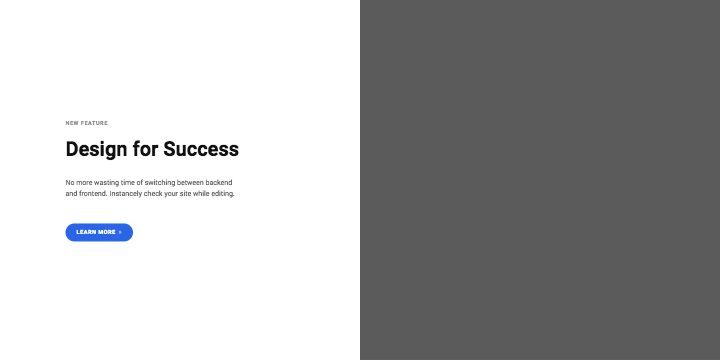 NEW FEATURE
Design for Success
No more wasting time of switching between backend
and frontend. Instancely check your site while editing.
LEARN MORE »